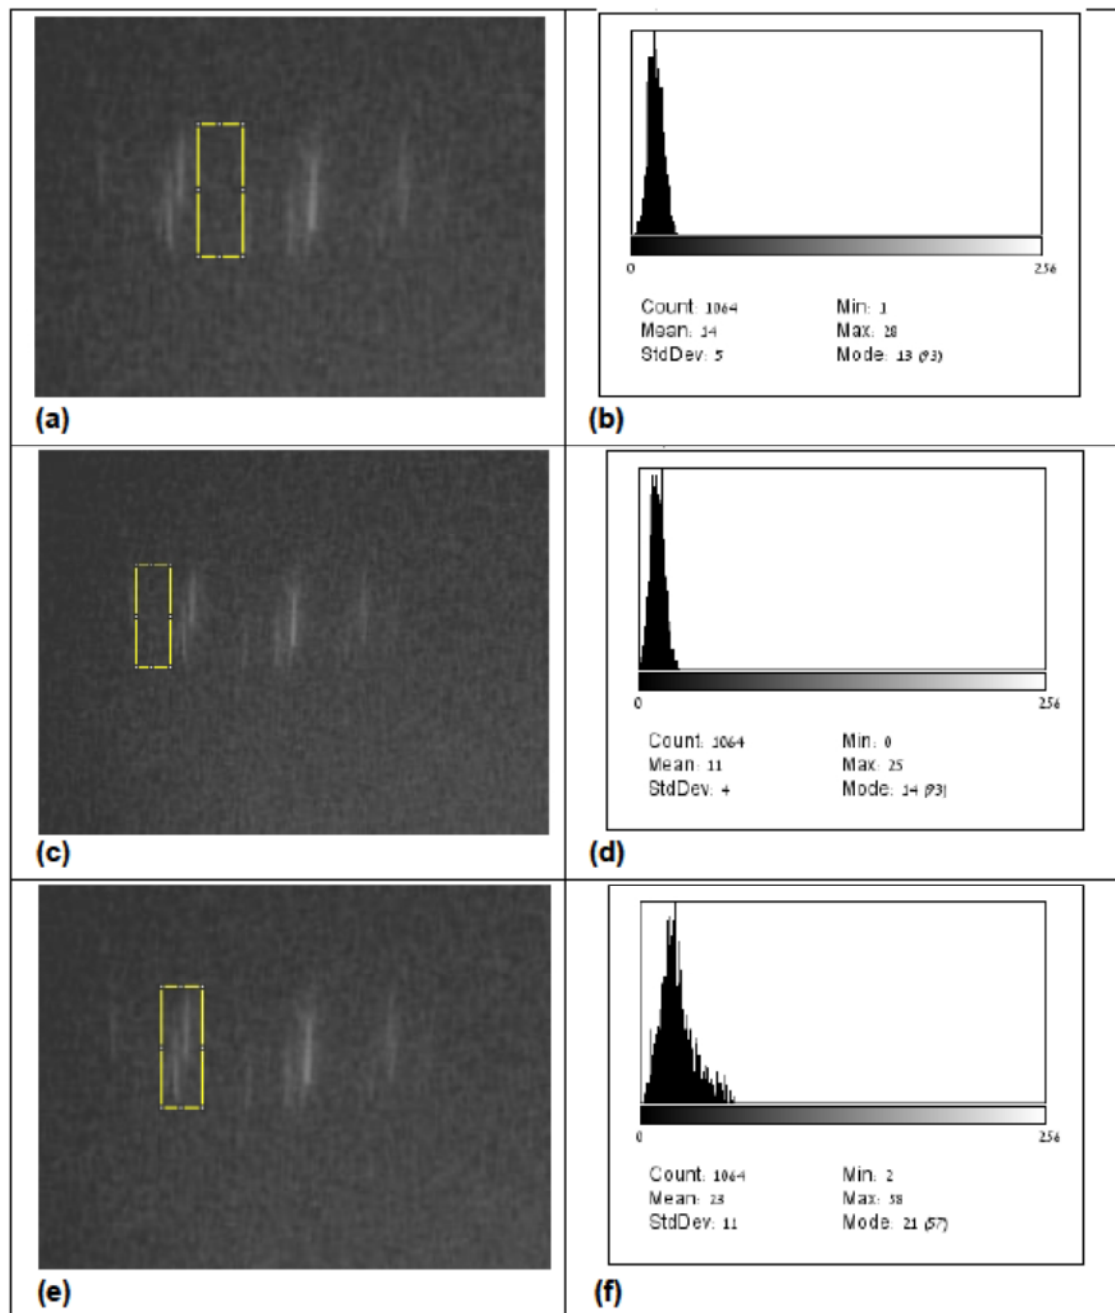 0 256
Count: 1064 Min: 1
Mean: 14 Max: 28
StdDev: 5 Mode: 13 (93)
(a) (b)
0 256
Count: 1064 Min: 0
Mean: 11 Max: 25
StdDev: 4 Mode: 14 (93)
(c) (d)
0 256
Count: 1064 Min: 2
Mean: 23 Max: 58
StdDev: 11 Mode: 21 (57)
(e) (f)